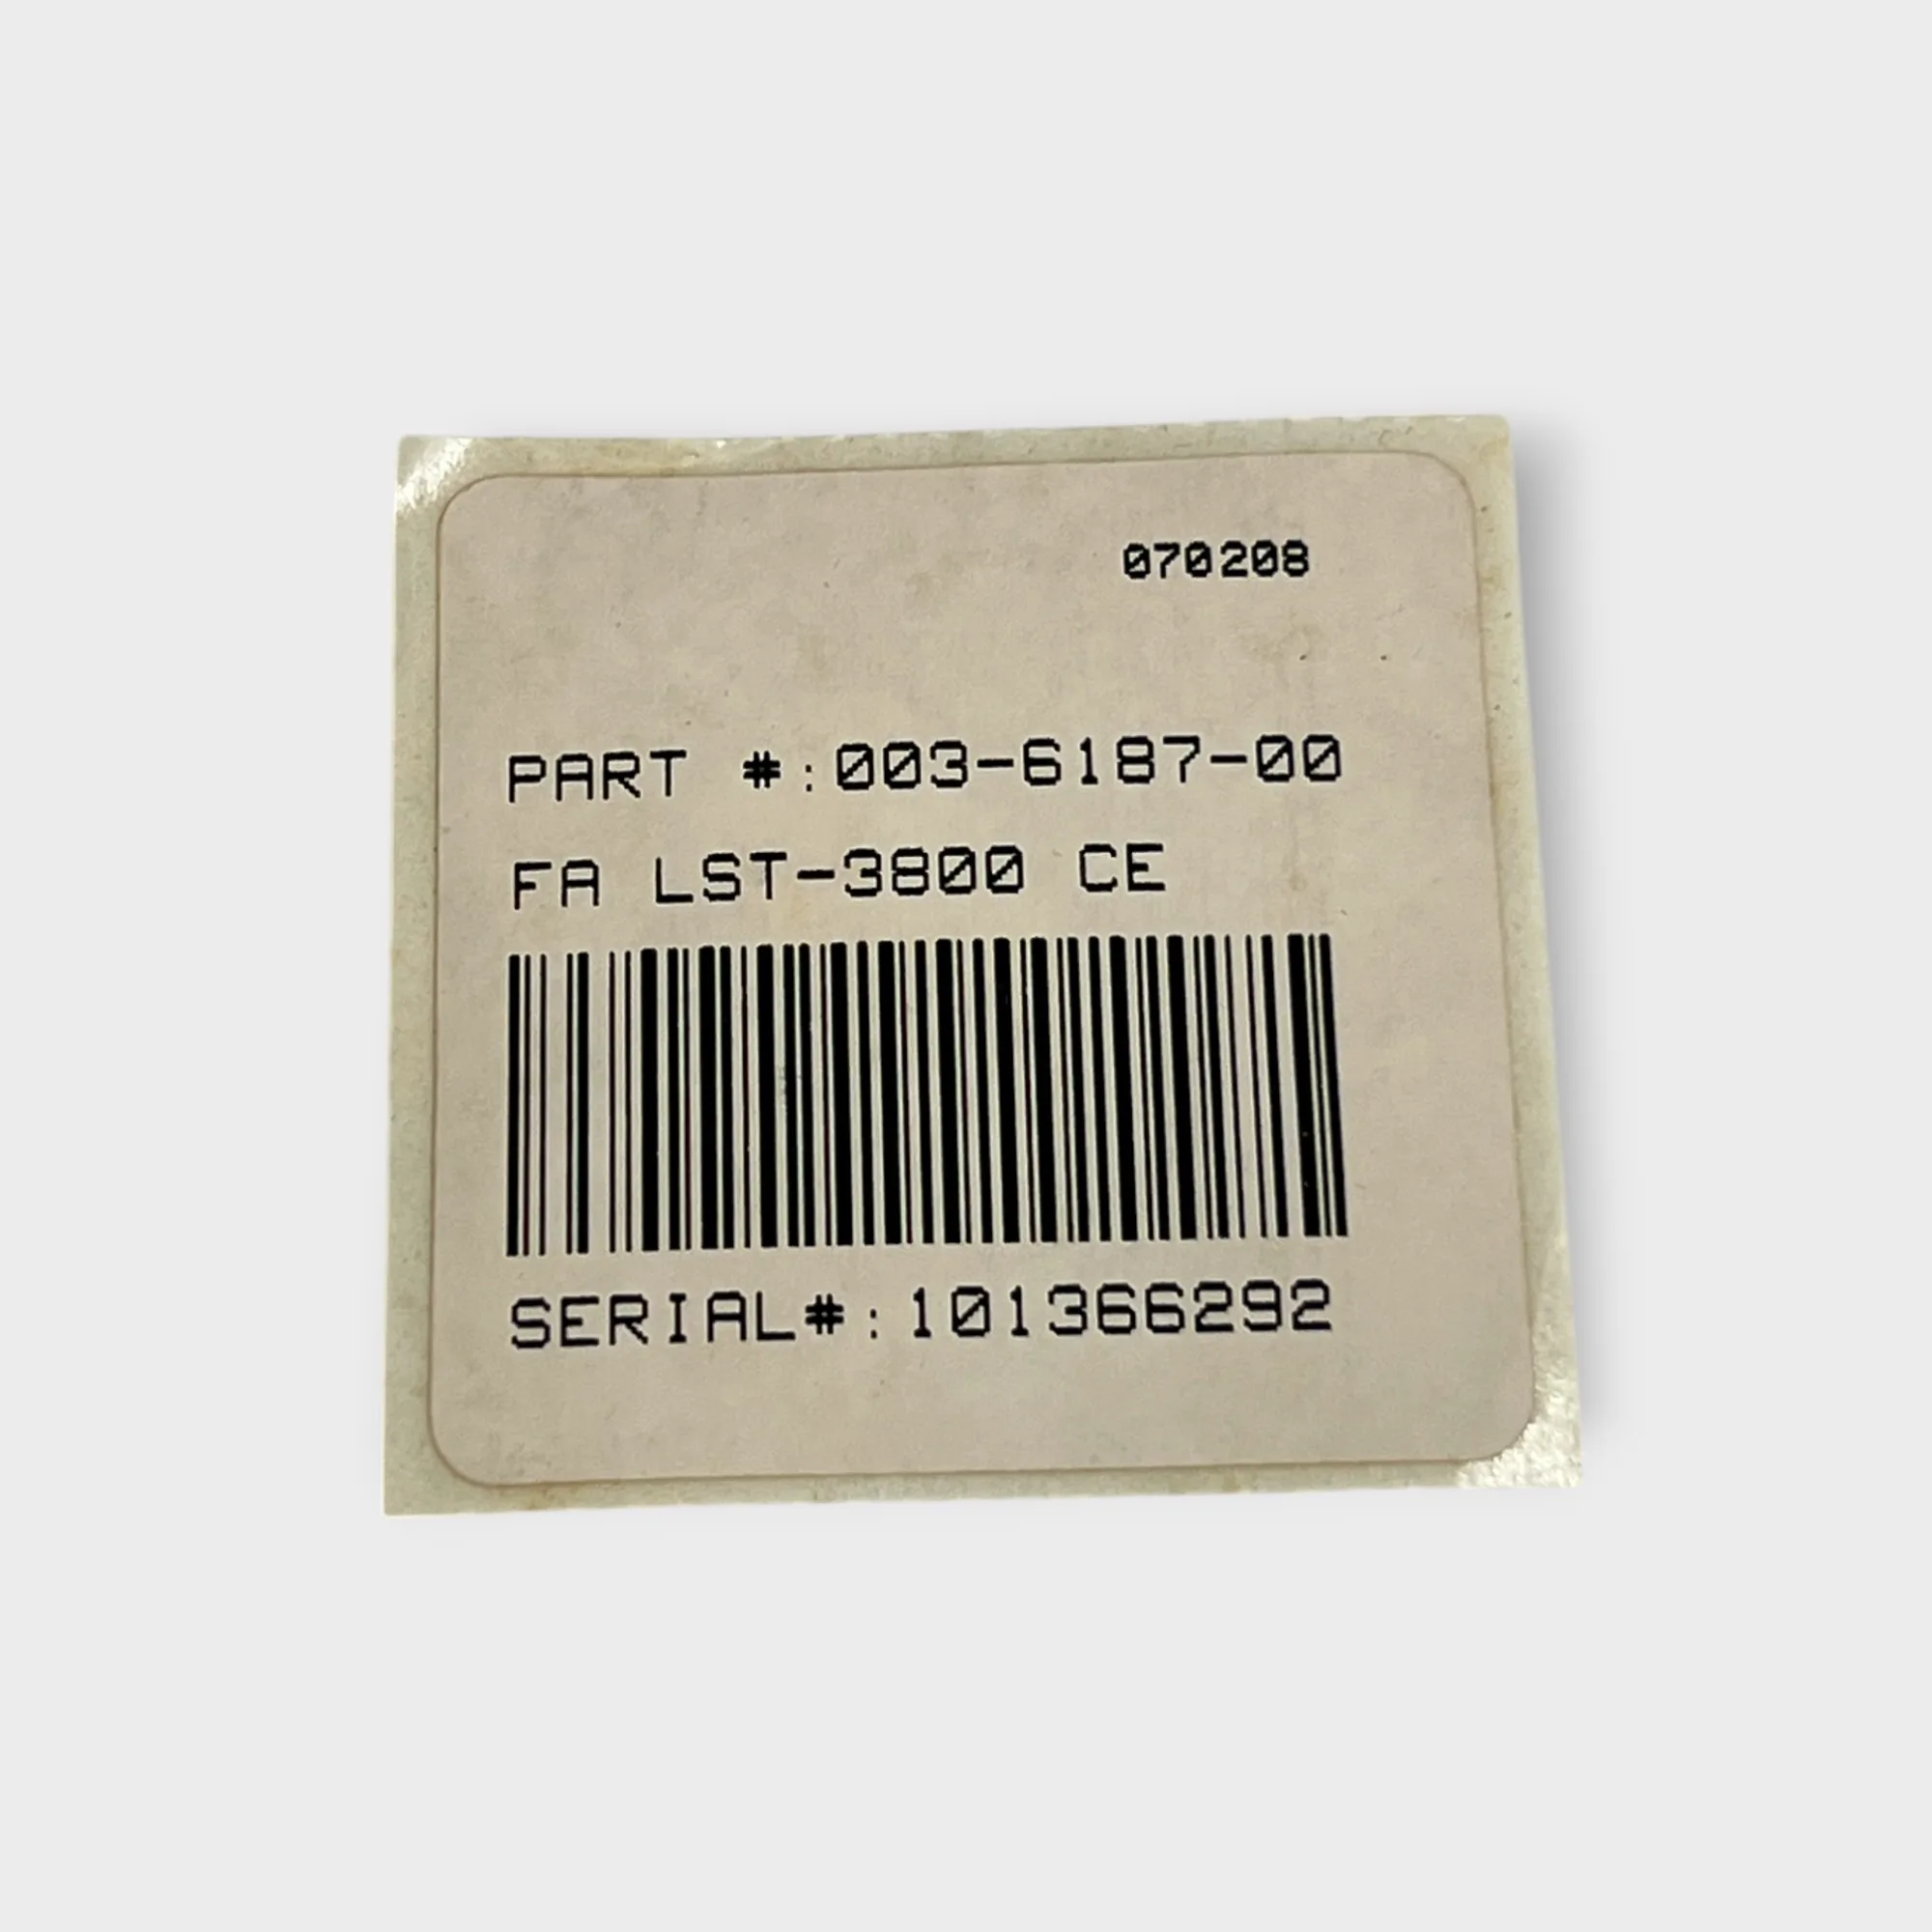 070208
PART #:003-6187-00
FA LST-3800 CE
SERIAL#:101366292